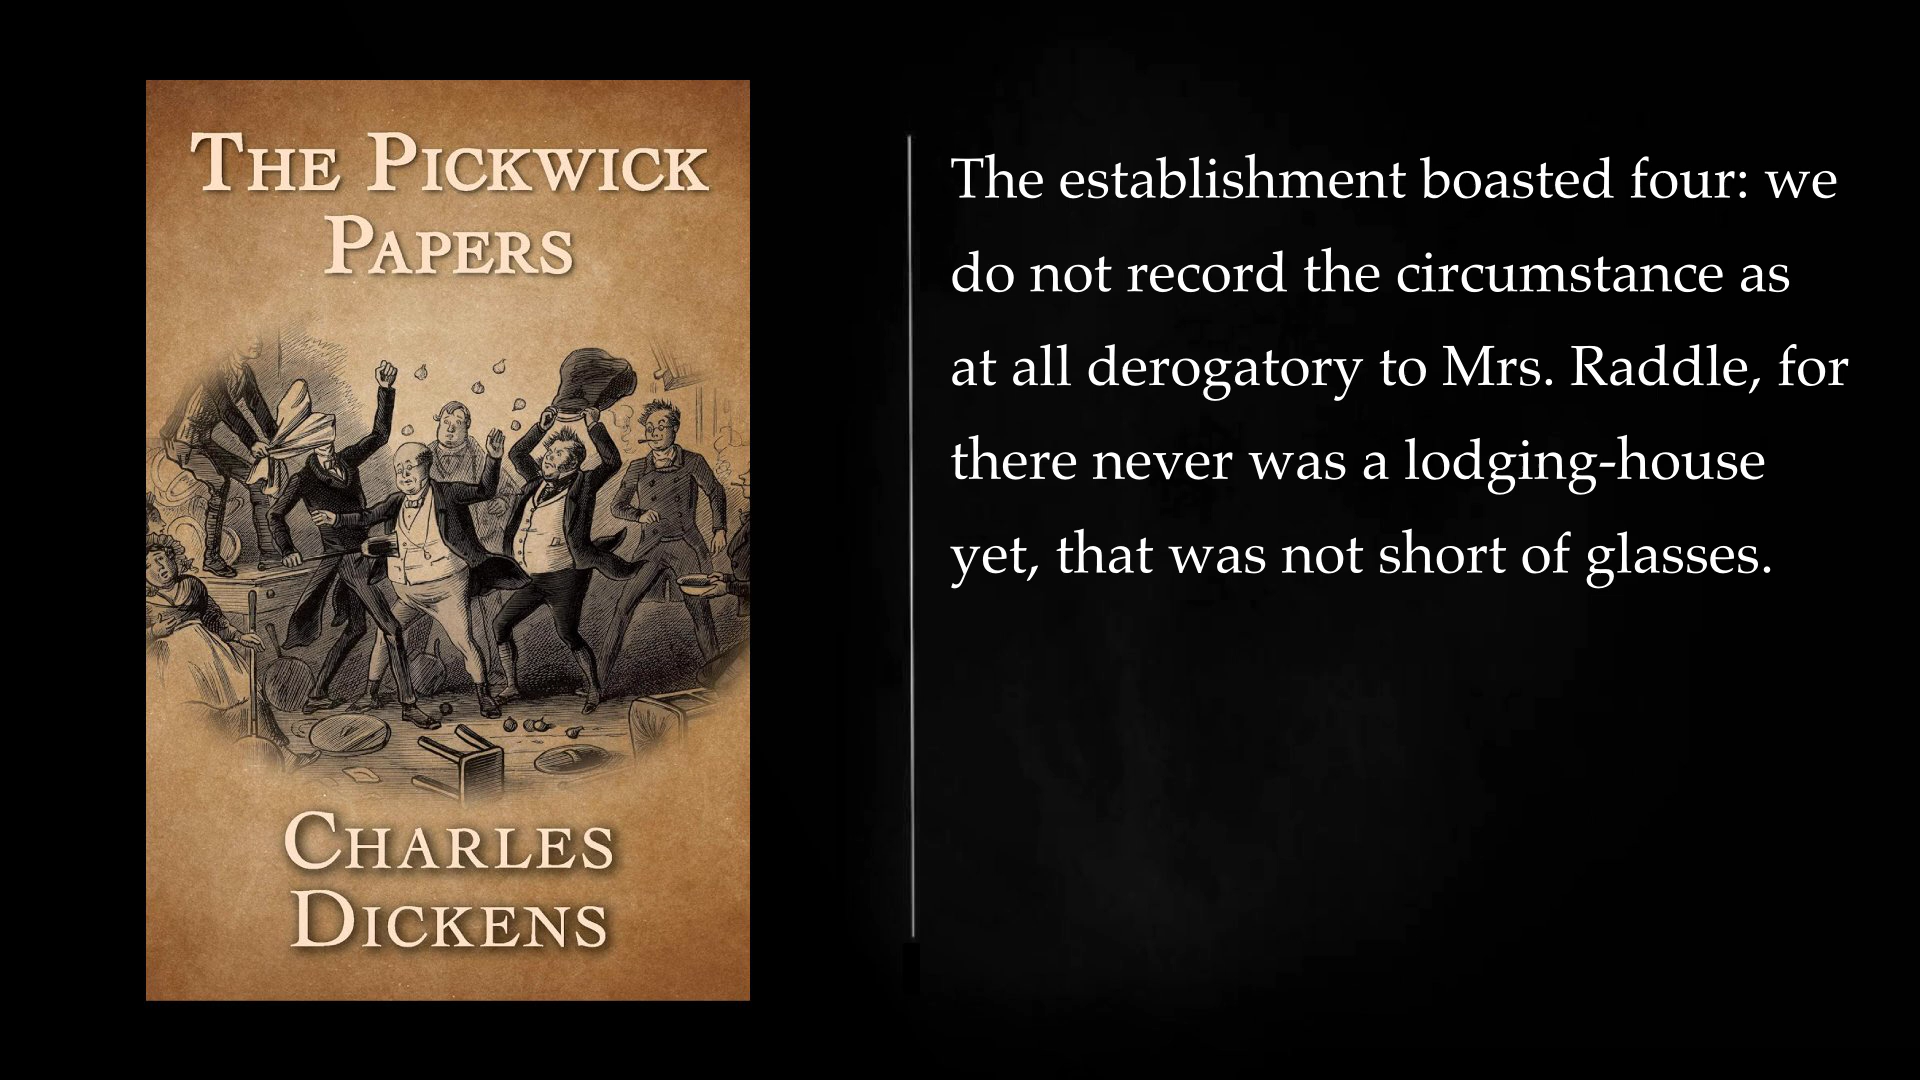 THE PICKWICK
PAPERS
CHARLES
DICKENS
The establishment boasted four: we
do not record the circumstance as
at all derogatory to Mrs. Raddle, for
there never was a lodging-house
yet, that was not short of glasses.